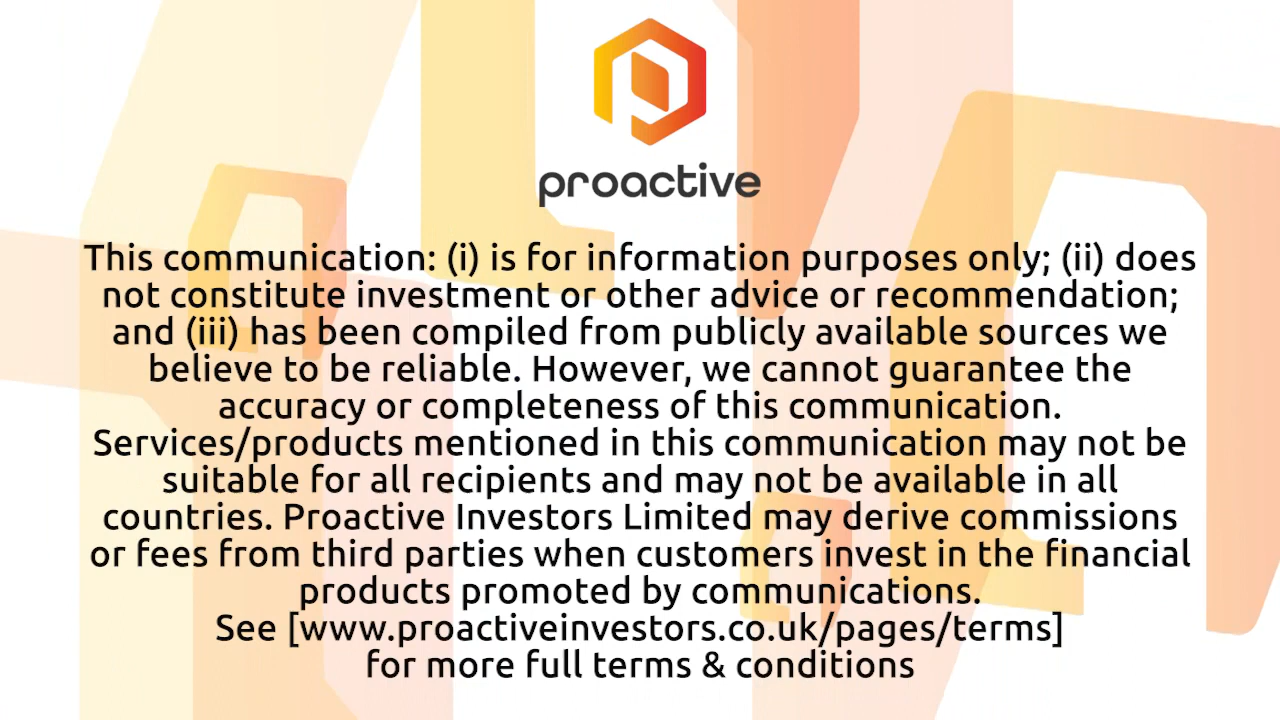 proactive
This communication: (i) is for information purposes only; (ii) does
not constitute investment or other advice or recommendation;
and (iii) has been compiled from publicly available sources we
believe to be reliable. However, we cannot guarantee the
accuracy or completeness of this communication.
Services/products mentioned in this communication may not be
suitable for all recipients and may not be available in all
countries. Proactive Investors Limited may derive commissions
or fees from third parties when customers invest in the financial
products promoted by communications.
See [www.proactiveinvestors.co.uk/pages/terms]
for more full terms & conditions